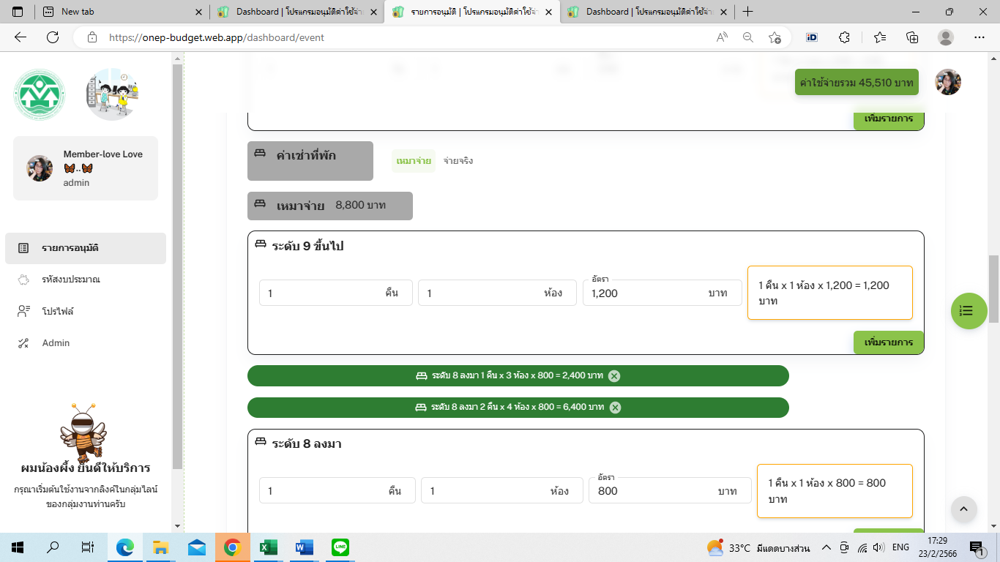 New tab
Dashboard | โปรแกรมอนุมัติค่าใช้จ่า
รายการอนุมัติ | โปรแกรมอนุมัติค่าใช้จ่า
Dashboard | โปรแกรมอนุมัติค่าใช้จ่า
https://onep-budget.web.app/dashboard/event
ค่าใช้จ่ายรวม 45,510 บาท
เพิ่มรายการ
Member-love Love
admin
รายการอนุมัติ
รหัสงบประมาณ
โปรไฟล์
Admin
ผมน้องผึ้ง ยินดีให้บริการ
กรุณาเริ่มต้นใช้งานจากลิงค์ในกลุ่มไลน์
ของกลุ่มงานท่านครับ
ค่าเช่าที่พัก
เหมาจ่าย จ่ายจริง
เหมาจ่าย 8,800 บาท
ระดับ 9 ขึ้นไป
1 คืน
1 ห้อง
อัตรา
1,200 บาท
1 คืน x 1 ห้อง x 1,200 = 1,200
บาท
เพิ่มรายการ
ระดับ 8 ลงมา 1 คืน x 3 ห้อง x 800 = 2,400 บาท
ระดับ 8 ลงมา 2 คืน x 4 ห้อง x 800 = 6,400 บาท
ระดับ 8 ลงมา
1 คืน
1 ห้อง
อัตรา
800 บาท
1 คืน x 1 ห้อง x 800 = 800
บาท
33°C มีแดดบางส่วน
ENG
17:29
23/2/2566
1